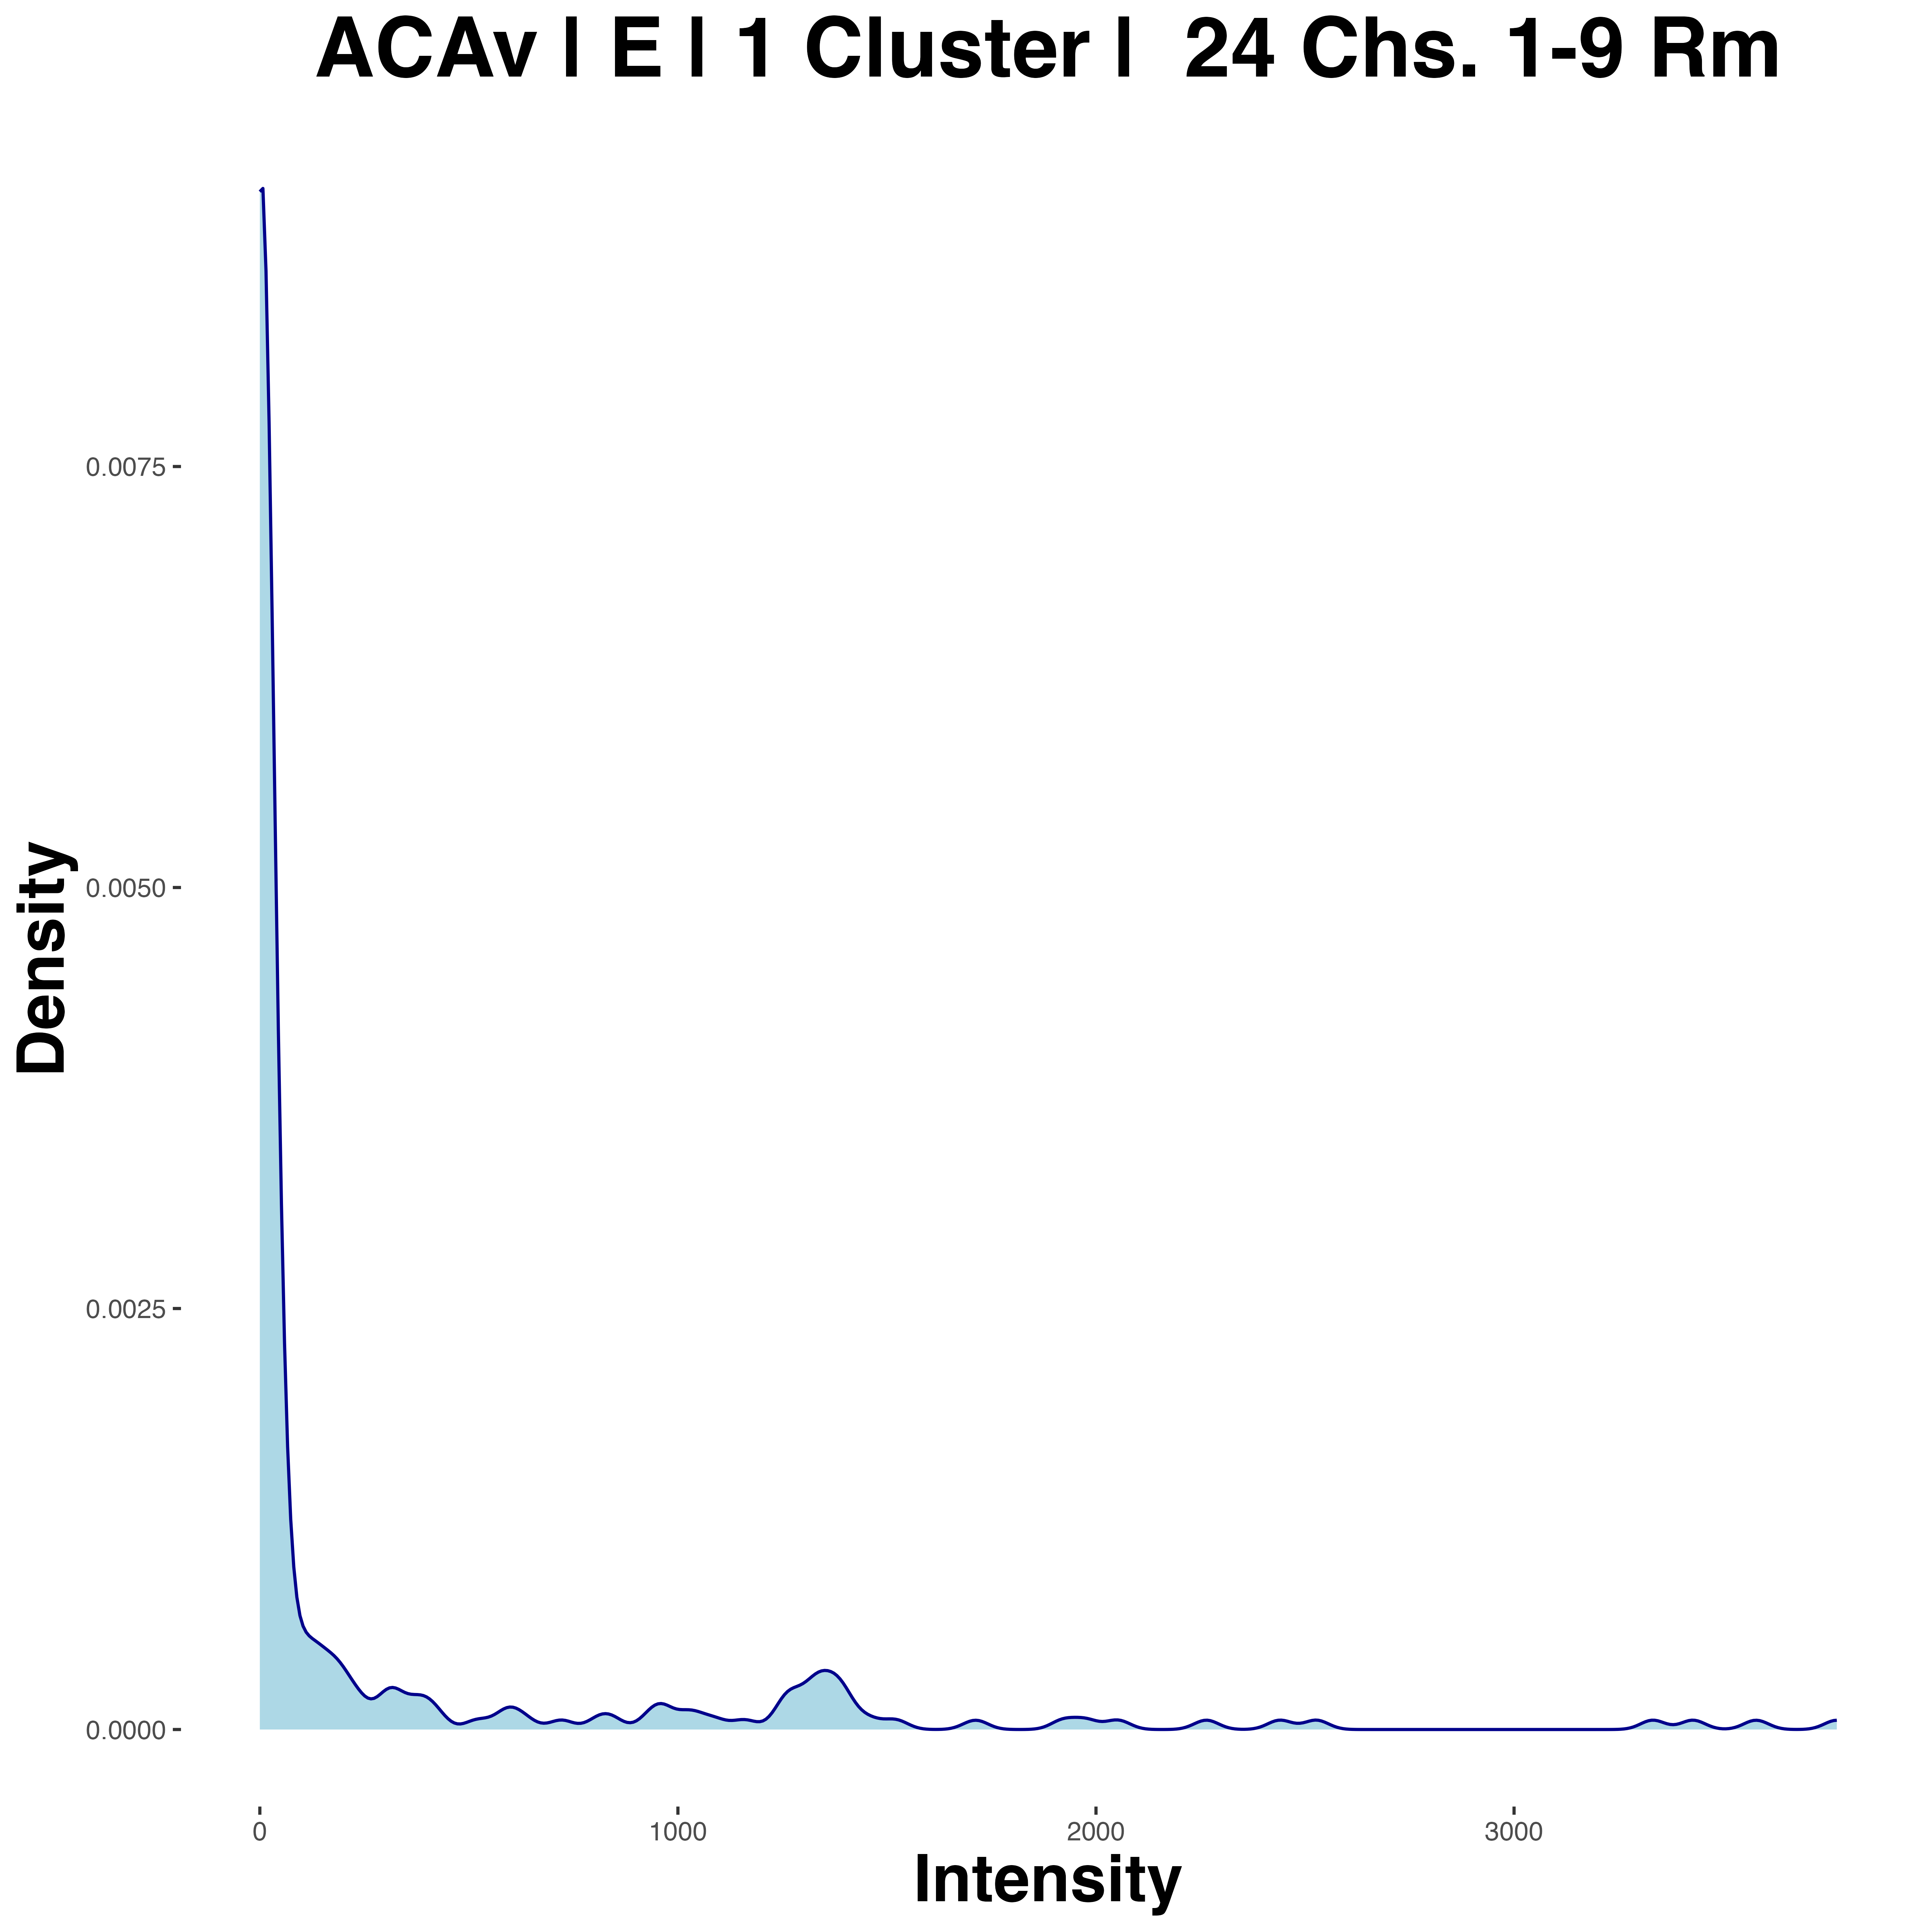 ACAv | E | 1 Cluster |  24 Chs. 1-9 Rm
Density
0.0075
0.0050
0.0025
0.0000
0 1000 2000 3000
Intensity